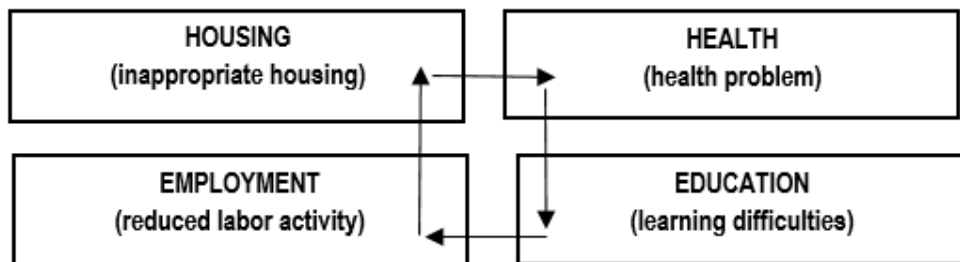 HOUSING
(inappropriate housing)
HEALTH
(health problem)
EMPLOYMENT
(reduced labor activity)
EDUCATION
(learning difficulties)